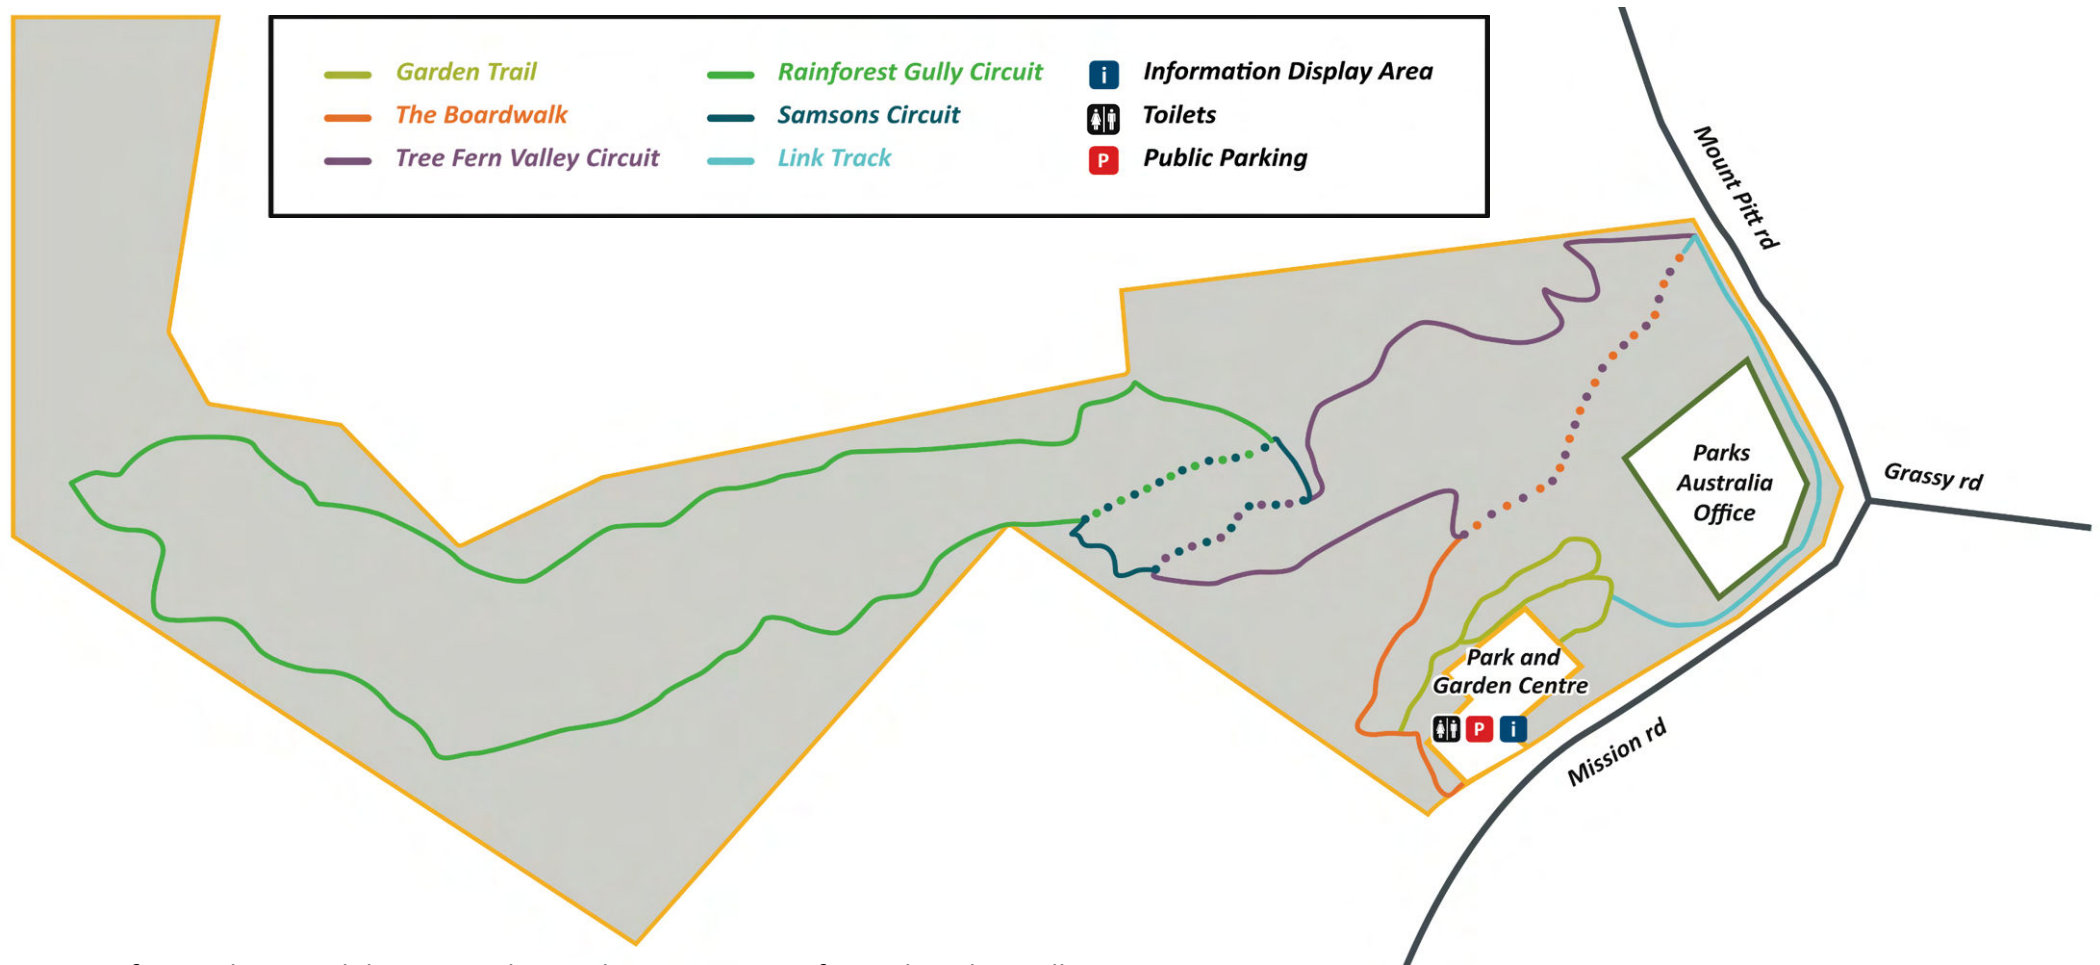 Garden Trail
The Boardwalk
Tree Fern Valley Circuit
Rainforest Gully Circuit
Samsons Circuit
Link Track
i
Information Display Area
Toilets
P
Public Parking
Mount Pitt rd
Grassy rd
Parks
Australia
Office
Park and
Garden Centre
P
i
Mission rd